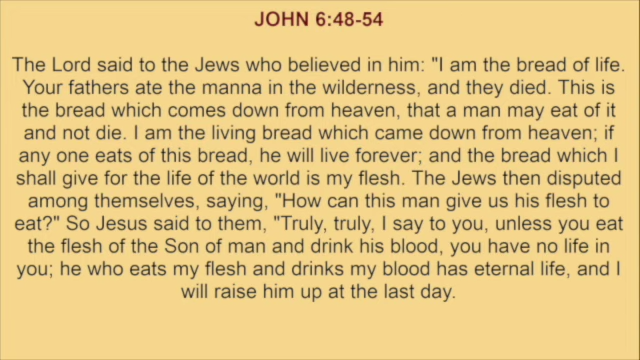 JOHN 6:48-54
The Lord said to the Jews who believed in him: "I am the bread of life.
Your fathers ate the manna in the wilderness, and they died. This is
the bread which comes down from heaven, that a man may eat of it
and not die. I am the living bread which came down from heaven; if
any one eats of this bread, he will live forever; and the bread which I
shall give for the life of the world is my flesh. The Jews then disputed
among themselves, saying, "How can this man give us his flesh to
eat?" So Jesus said to them, "Truly, truly, I say to you, unless you eat
the flesh of the Son of man and drink his blood, you have no life in
you; he who eats my flesh and drinks my blood has eternal life, and I
will raise him up at the last day.